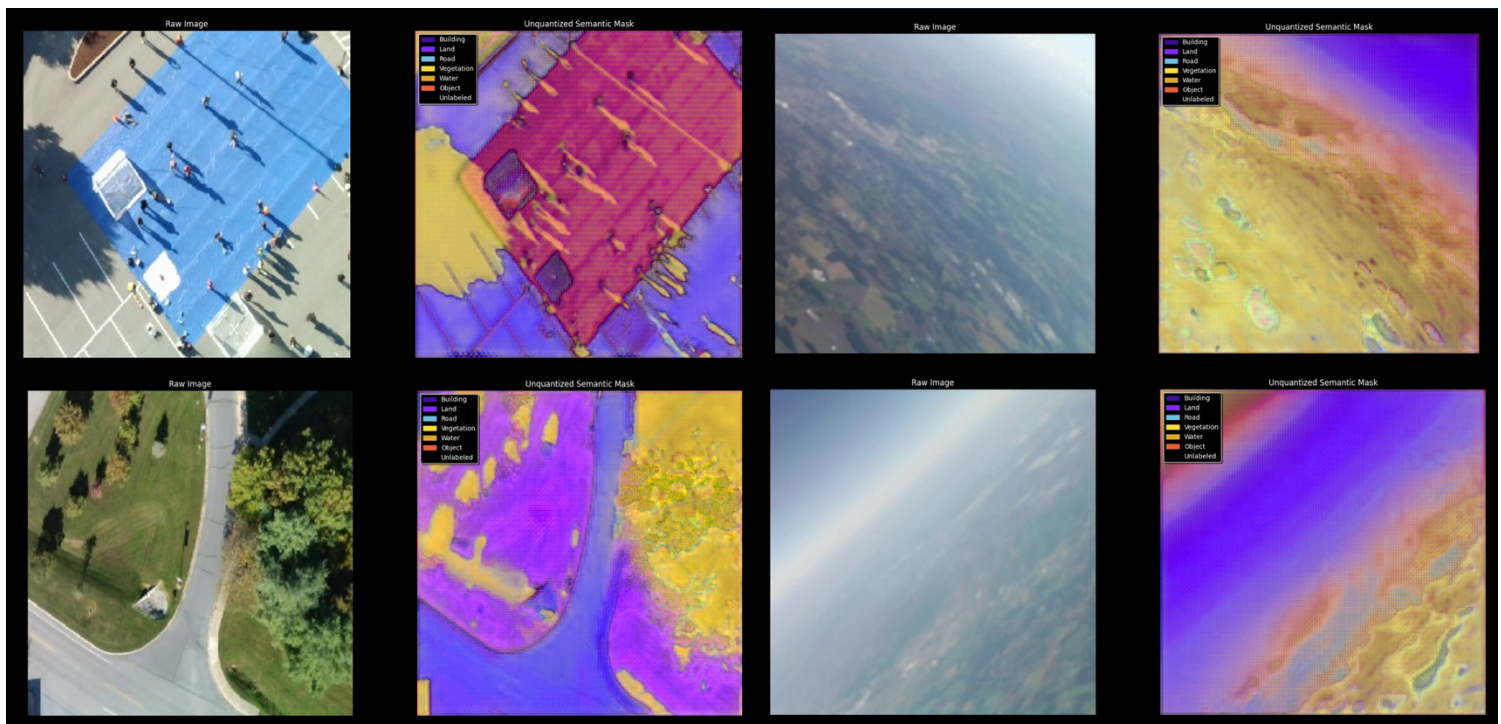 Raw Image
Unquantized Semantic Mask
Building
Land
Road
Vegetation
Water
Object
Unlabeled
Raw Image
Unquantized Semantic Mask
Building
Land
Road
Vegetation
Water
Object
Unlabeled
Raw Image
Unquantized Semantic Mask
Building
Land
Road
Vegetation
Water
Object
Unlabeled
Raw Image
Unquantized Semantic Mask
Building
Land
Road
Vegetation
Water
Object
Unlabeled